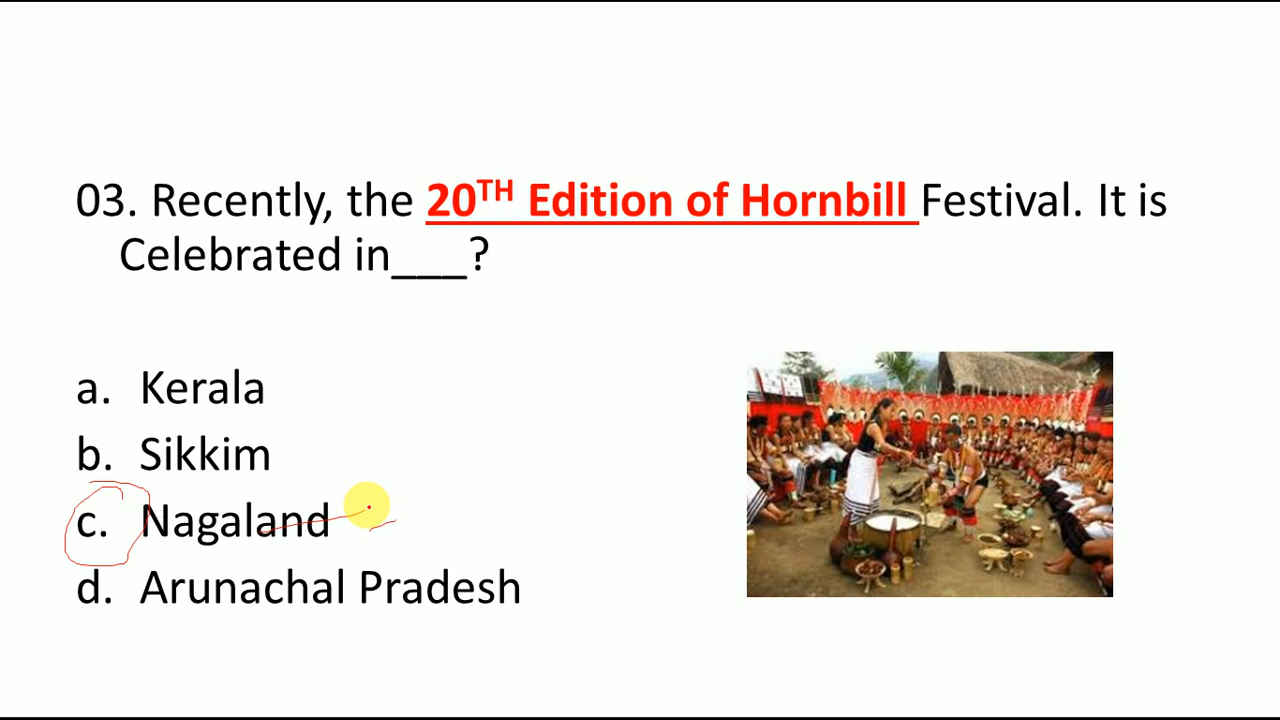 03. Recently, the 20TH Edition of Hornbill Festival. It is
Celebrated in___?
a. Kerala
b. Sikkim
c. Nagaland
d. Arunachal Pradesh